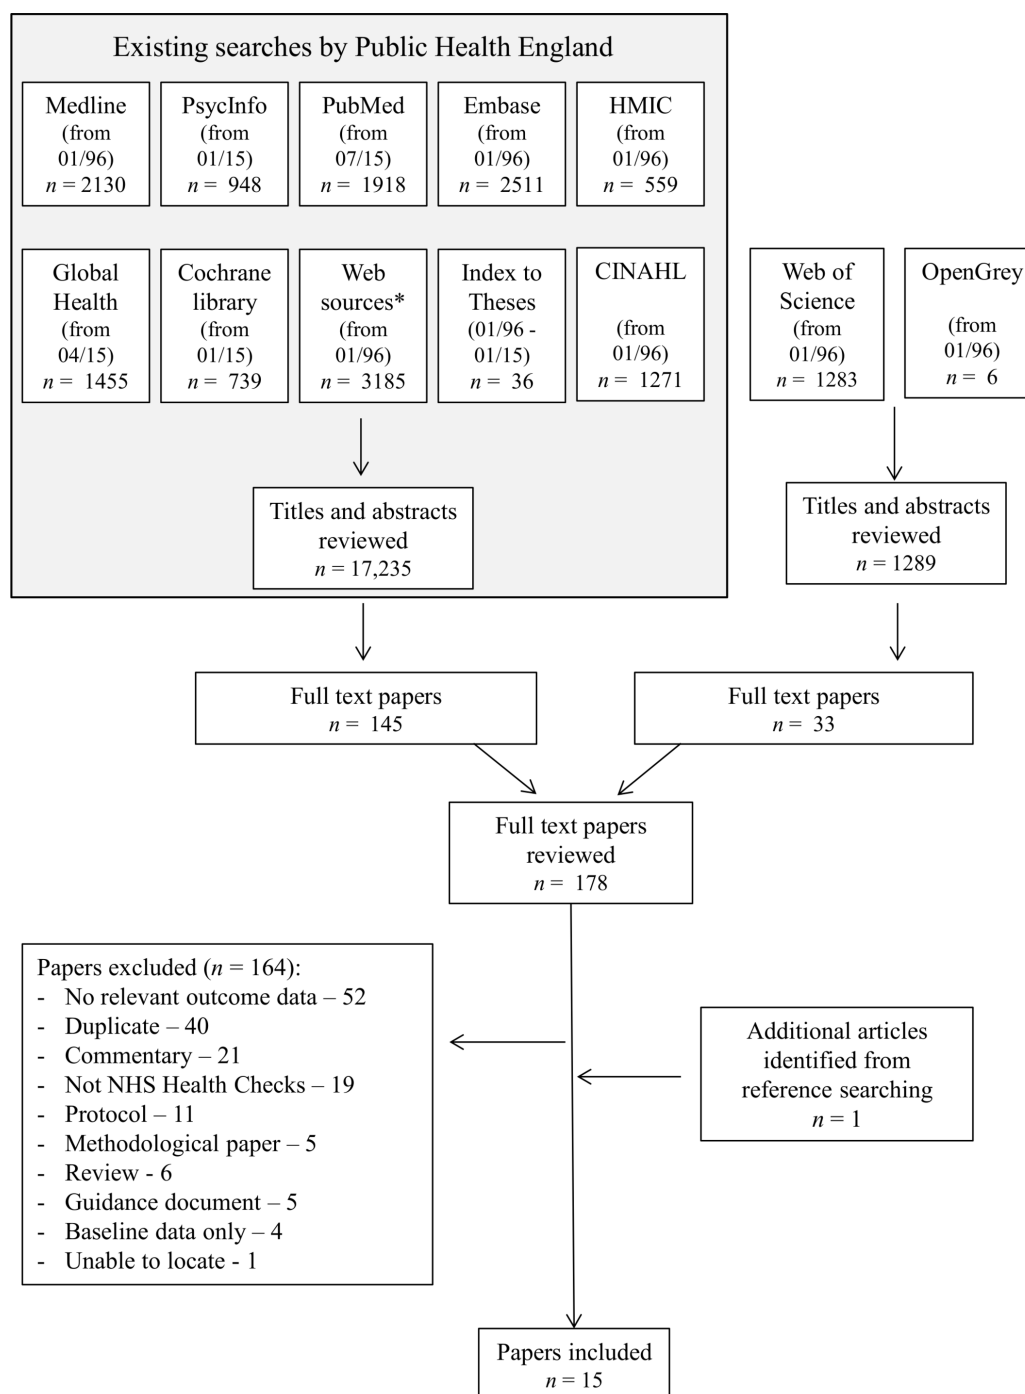 Existing searches by Public Health England
Medline
(from
01/96)
n = 2130
PsycInfo
(from
01/15)
n = 948
PubMed
(from
07/15)
n = 1918
Embase
(from
01/96)
n = 2511
HMIC
(from
01/96)
n = 559
Global
Health
(from
04/15)
n = 1455
Cochrane
library
(from
01/15)
n = 739
Web
sources*
(from
01/96)
n = 3185
Index to
Theses
(01/96 -
01/15)
n = 36
CINAHL
(from
01/96)
n = 1271
Web of
Science
(from
01/96)
n = 1283
OpenGrey
(from
01/96)
n = 6
Titles and abstracts
reviewed
n = 17,235
Titles and abstracts
reviewed
n = 1289
Full text papers
n = 145
Full text papers
n = 33
Full text papers
reviewed
n = 178
Papers excluded (n = 164):
- No relevant outcome data – 52
- Duplicate – 40
- Commentary – 21
- Not NHS Health Checks – 19
- Protocol – 11
- Methodological paper – 5
- Review - 6
- Guidance document – 5
- Baseline data only – 4
- Unable to locate - 1
Additional articles
identified from
reference searching
n = 1
Papers included
n = 15